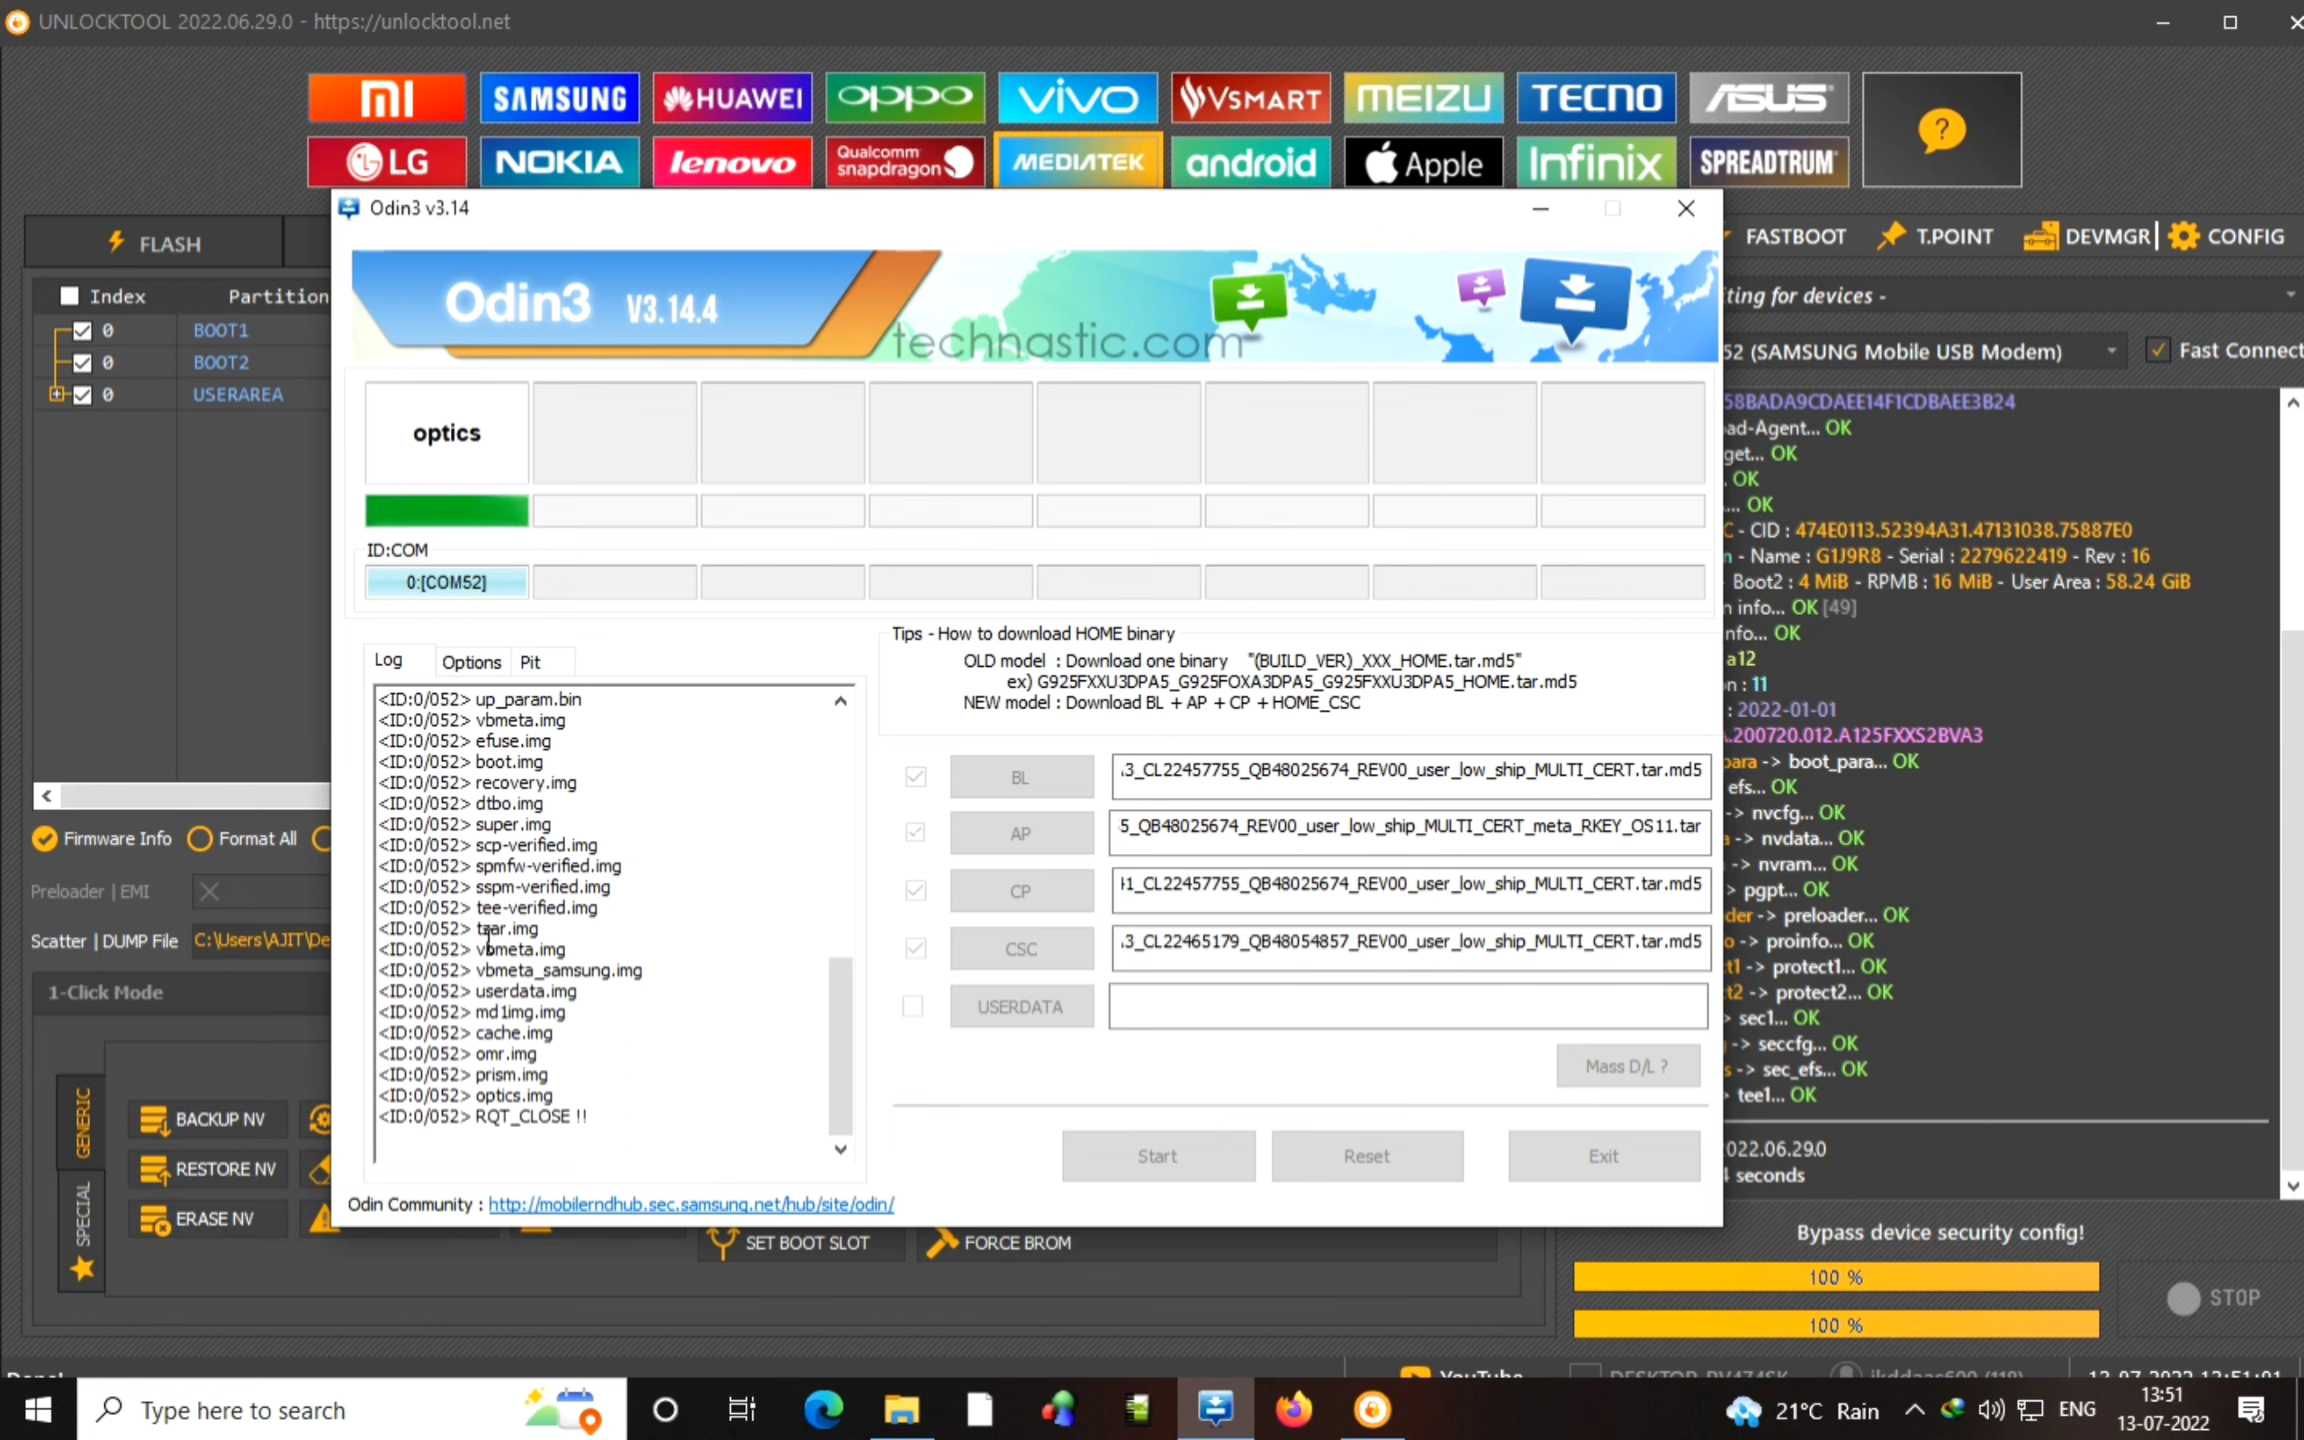 UNLOCKTOOL 2022.06.29.0 - https://unlocktool.net
mi
SAMSUNG
HUAWEI
oppo
vivo
VSMART
MEIZU
TECNO
ASUS
?
LG
NOKIA
lenovo
Qualcomm
snapdragon
MEDIATEK
android
Apple
Infinix
SPREADTRUM
FLASH
FASTBOOT
T.POINT
DEVMGR
CONFIG
Index
Partition
0 BOOT1
0 BOOT2
0 USERAREA
Firmware Info
Format All
Preloader | EMI
Scatter | DUMP File
C:\Users\AJIT\De
1-Click Mode
GENERIC
SPECIAL
BACKUP NV
RESTORE NV
ERASE NV
SET BOOT SLOT
FORCE BROM
Odin3 v3.14
Odin3 V3.14.4
technastic.com
optics
ID:COM
0:[COM52]
Log
Options
Pit
<ID:0/052> up_param.bin
<ID:0/052> vbmeta.img
<ID:0/052> efuse.img
<ID:0/052> boot.img
<ID:0/052> recovery.img
<ID:0/052> dtbo.img
<ID:0/052> super.img
<ID:0/052> scp-verified.img
<ID:0/052> spmfw-verified.img
<ID:0/052> sspm-verified.img
<ID:0/052> tee-verified.img
<ID:0/052> tzar.img
<ID:0/052> vbmeta.img
<ID:0/052> vbmeta_samsung.img
<ID:0/052> userdata.img
<ID:0/052> md1img.img
<ID:0/052> cache.img
<ID:0/052> omr.img
<ID:0/052> prism.img
<ID:0/052> optics.img
<ID:0/052> RQT_CLOSE !!
Tips - How to download HOME binary
OLD model : Download one binary "(BUILD_VER)_XXX_HOME.tar.md5"
ex) G925FXXU3DPA5_G925FOXA3DPA5_G925FXXU3DPA5_HOME.tar.md5
NEW model : Download BL + AP + CP + HOME_CSC
BL
3_CL22457755_QB48025674_REV00_user_low_ship_MULTI_CERT.tar.md5
AP
5_QB48025674_REV00_user_low_ship_MULTI_CERT_meta_RKEY_OS11.tar
CP
1_CL22457755_QB48025674_REV00_user_low_ship_MULTI_CERT.tar.md5
CSC
3_CL22465179_QB48054857_REV00_user_low_ship_MULTI_CERT.tar.md5
USERDATA
Mass D/L ?
Start
Reset
Exit
Odin Community : http://mobilerndhub.sec.samsung.net/hub/site/odin/
ting for devices -
52 (SAMSUNG Mobile USB Modem)
Fast Connect
58BADA9CDAEE14F1CDBAEE3B24
ad-Agent... OK
get... OK
. OK
... OK
C - CID : 474E0113.52394A31.47131038.75887E0
n - Name : G1J9R8 - Serial : 2279622419 - Rev : 16
Boot2 : 4 MiB - RPMB : 16 MiB - User Area : 58.24 GiB
n info... OK [49]
nfo... OK
a12
n : 11
: 2022-01-01
.200720.012.A125FXXS2BVA3
para -> boot_para... OK
efs... OK
-> nvcfg... OK
a -> nvdata... OK
-> nvram... OK
> pgpt... OK
der -> preloader... OK
o -> proinfo... OK
t1 -> protect1... OK
t2 -> protect2... OK
> sec1... OK
g -> seccfg... OK
s -> sec_efs... OK
> tee1... OK
022.06.29.0
seconds
Bypass device security config!
100 %
100 %
STOP
YouTube
Type here to search
21°C Rain
ENG
13:51
13-07-2022